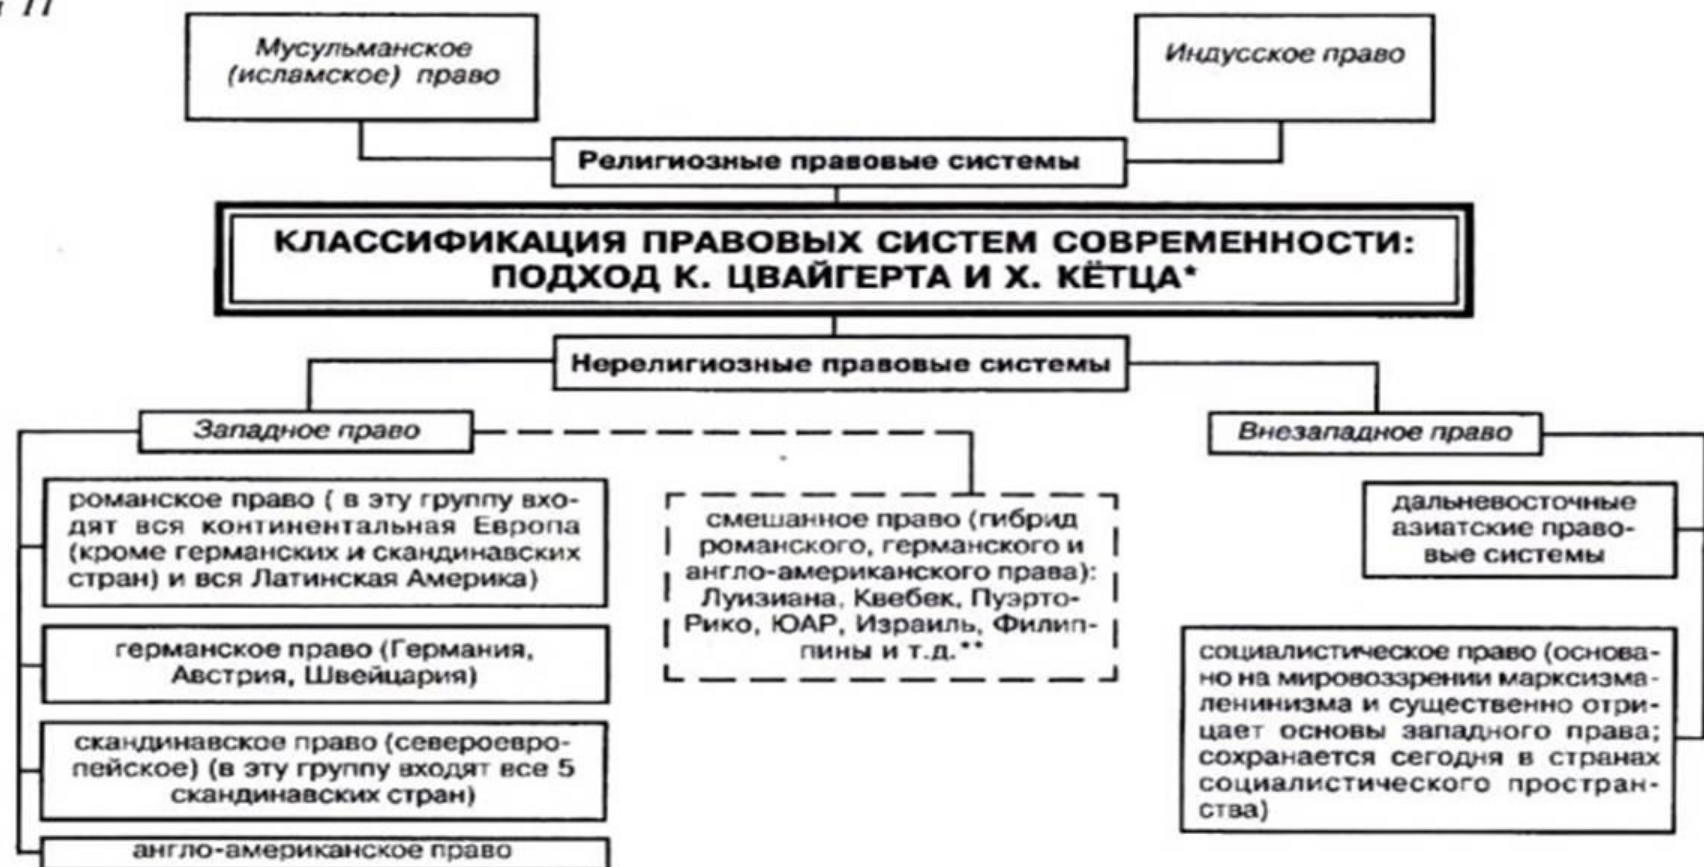 11
Мусульманское
(исламское) право
Индусское право
Религиозные правовые системы
КЛАССИФИКАЦИЯ ПРАВОВЫХ СИСТЕМ СОВРЕМЕННОСТИ:
ПОДХОД К. ЦВАЙГЕРТА И Х. КЁТЦА*
Нерелигиозные правовые системы
Западное право
Внезападное право
романское право ( в эту группу вхо-
дят вся континентальная Европа
(кроме германских и скандинавских
стран) и вся Латинская Америка)
германское право (Германия,
Австрия, Швейцария)
скандинавское право (североевро-
пейское) (в эту группу входят все 5
скандинавских стран)
англо-американское право
смешанное право (гибрид
романского, германского и
англо-американского права):
Луизиана, Квебек, Пуэрто-
Рико, ЮАР, Израиль, Филип-
пины и т.д.**
дальневосточные
азиатские право-
вые системы
социалистическое право (основа-
но на мировоззрении марксизма-
ленинизма и существенно отри-
цает основы западного права;
сохраняется сегодня в странах
социалистического простран-
ства)